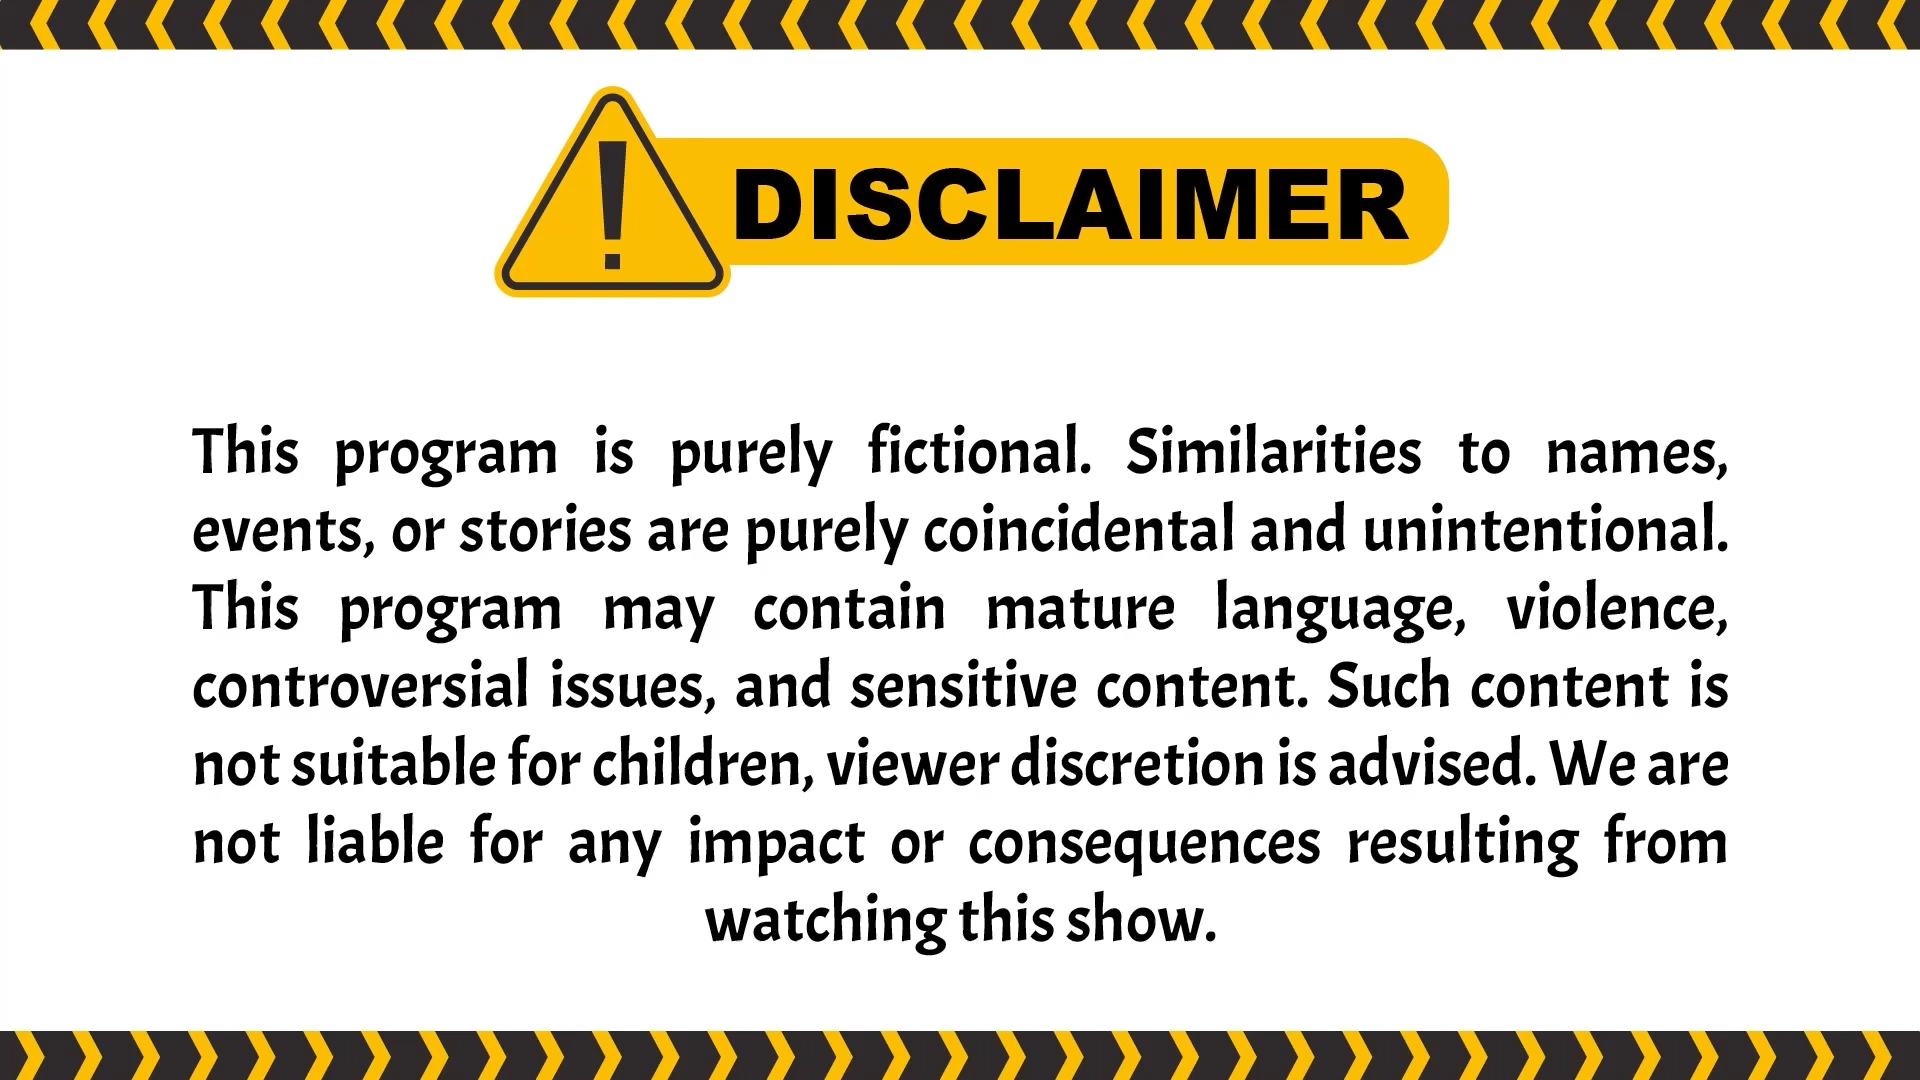 !
DISCLAIMER
This program is purely fictional. Similarities to names,
events, or stories are purely coincidental and unintentional.
This program may contain mature language, violence,
controversial issues, and sensitive content. Such content is
not suitable for children, viewer discretion is advised. We are
not liable for any impact or consequences resulting from
watching this show.